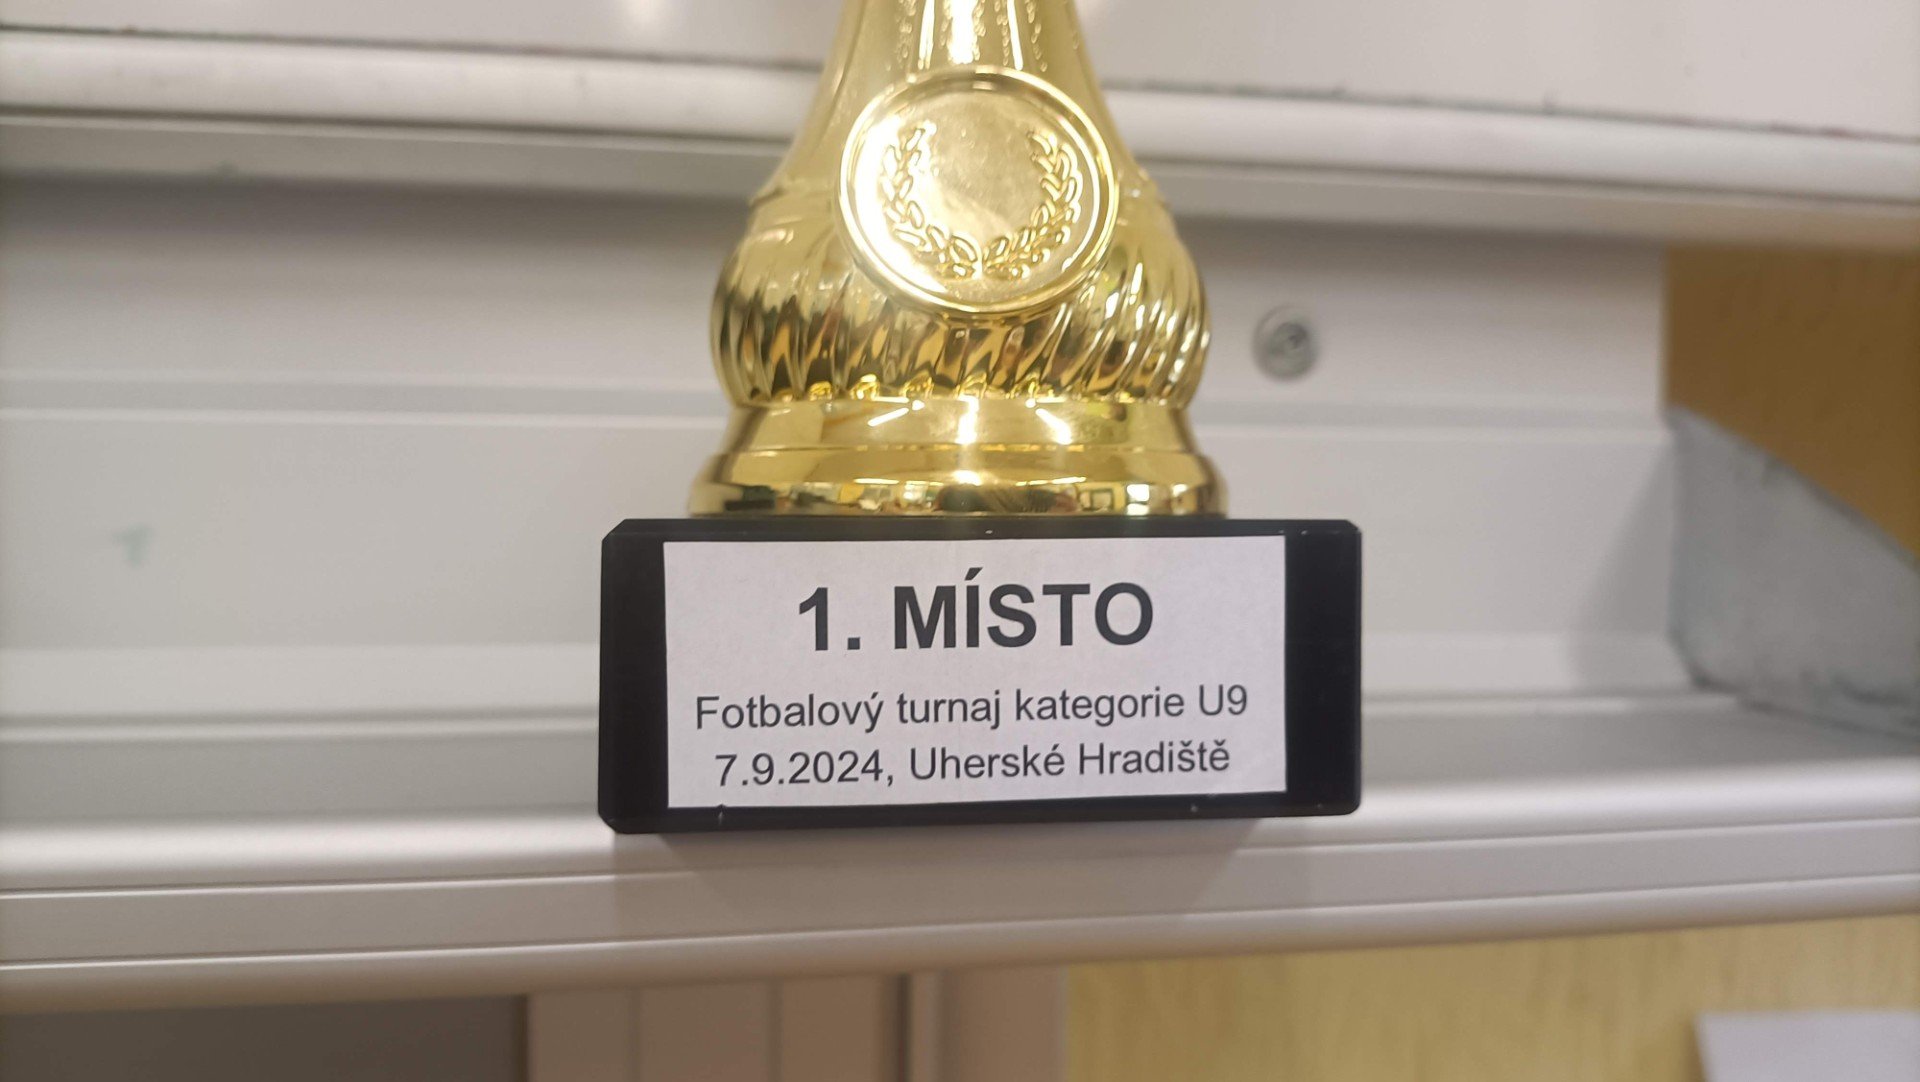 1. MÍSTO
Fotbalový turnaj kategorie U9
7.9.2024, Uherské Hradiště